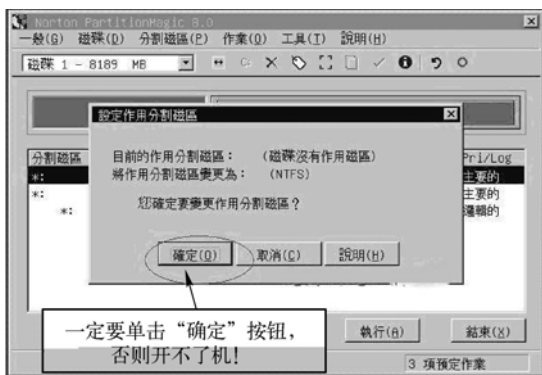 Norton PartitionMagic 8.0
一般(G) 磁碟(D) 分割磁區(P) 作業(O) 工具(T) 說明(H)
磁碟 1 - 8189 MB
設定作用分割磁區
目前的作用分割磁區： (磁碟沒有作用磁區)
將作用分割磁區變更為： (NTFS)
您確定要變更作用分割磁區？
確定(O) 取消(C) 說明(H)
分割磁區 Pri/Log
*: 主要的
*: 主要的
*: 邏輯的
一定要单击“确定”按钮，
否则开不了机！
執行(A) 結束(X)
3 項預定作業